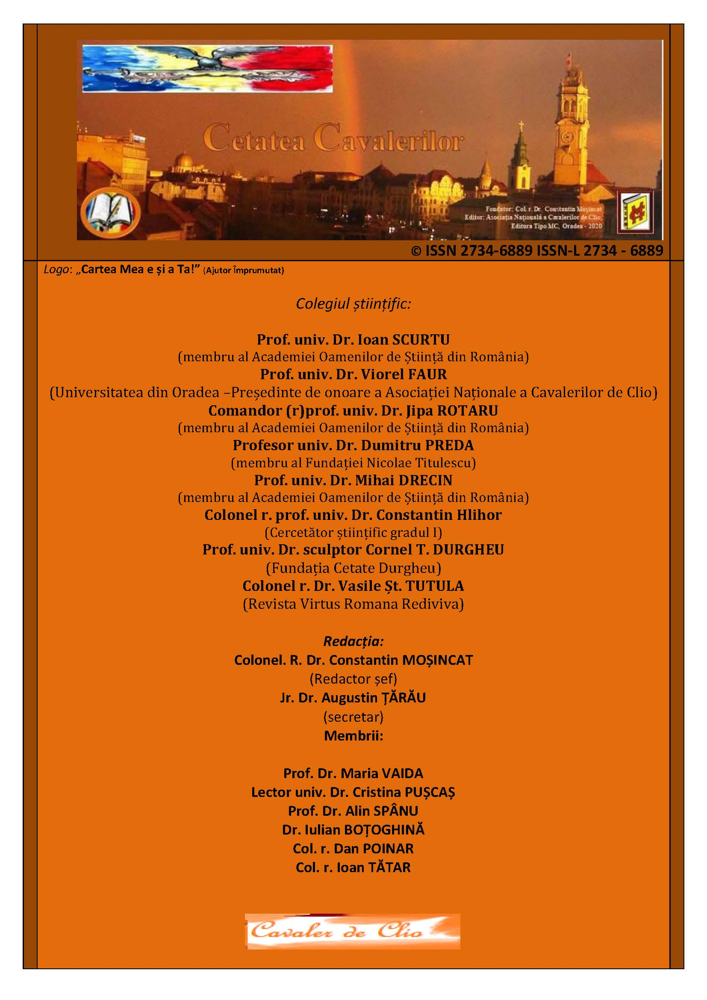 Cetatea Cavalerilor
Fondator: Col. r. Dr. Constantin Moșincat
Editor: Asociația Națională a Cavalerilor de Clio,
Editura Tipo MC, Oradea - 2020
© ISSN 2734-6889 ISSN-L 2734 - 6889
Logo: „Cartea Mea e și a Ta!” (Ajutor Împrumutat)
Colegiul științific:
Prof. univ. Dr. Ioan SCURTU
(membru al Academiei Oamenilor de Știință din România)
Prof. univ. Dr. Viorel FAUR
(Universitatea din Oradea –Președinte de onoare a Asociației Naționale a Cavalerilor de Clio)
Comandor (r)prof. univ. Dr. Jipa ROTARU
(membru al Academiei Oamenilor de Știință din România)
Profesor univ. Dr. Dumitru PREDA
(membru al Fundației Nicolae Titulescu)
Prof. univ. Dr. Mihai DRECIN
(membru al Academiei Oamenilor de Știință din România)
Colonel r. prof. univ. Dr. Constantin Hlihor
(Cercetător științific gradul I)
Prof. univ. Dr. sculptor Cornel T. DURGHEU
(Fundația Cetate Durgheu)
Colonel r. Dr. Vasile Șt. TUTULA
(Revista Virtus Romana Rediviva)
Redacția:
Colonel. R. Dr. Constantin MOȘINCAT
(Redactor șef)
Jr. Dr. Augustin ȚĂRĂU
(secretar)
Membrii:
Prof. Dr. Maria VAIDA
Lector univ. Dr. Cristina PUȘCAȘ
Prof. Dr. Alin SPÂNU
Dr. Iulian BOȚOGHINĂ
Col. r. Dan POINAR
Col. r. Ioan TĂTAR
Cavaler de Clio